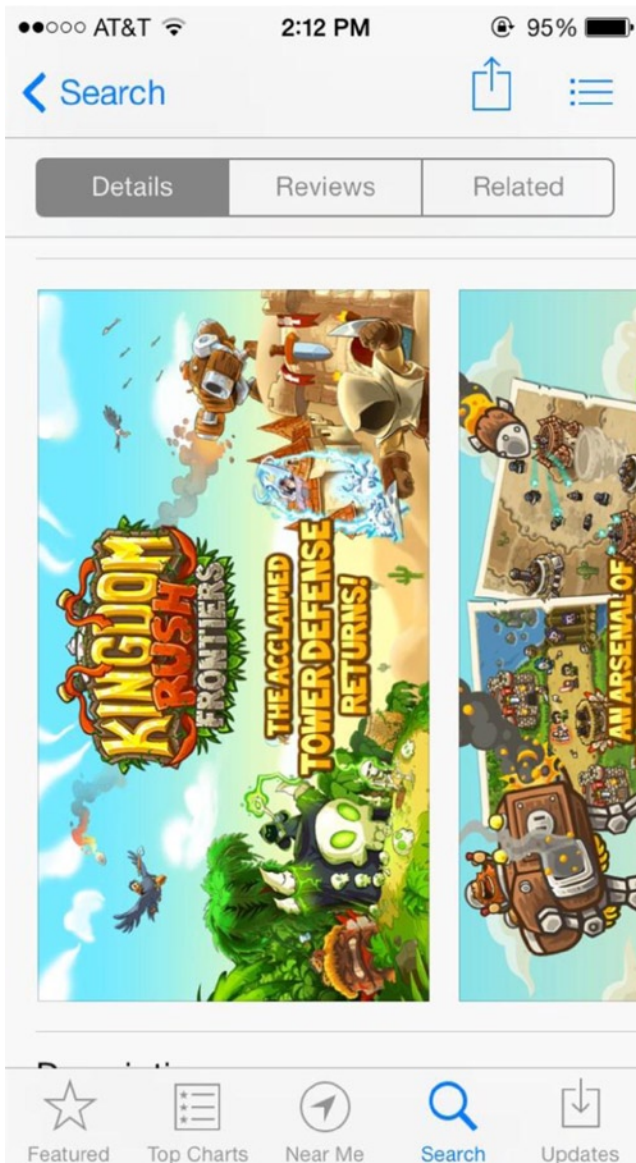 AT&T 2:12 PM 95%
Search
Details Reviews Related
KINGDOM
RUSH
FRONTIERS
THE ACCLAIMED
TOWER DEFENSE
RETURNS!
AN ARSENAL OF
Featured Top Charts Near Me Search Updates